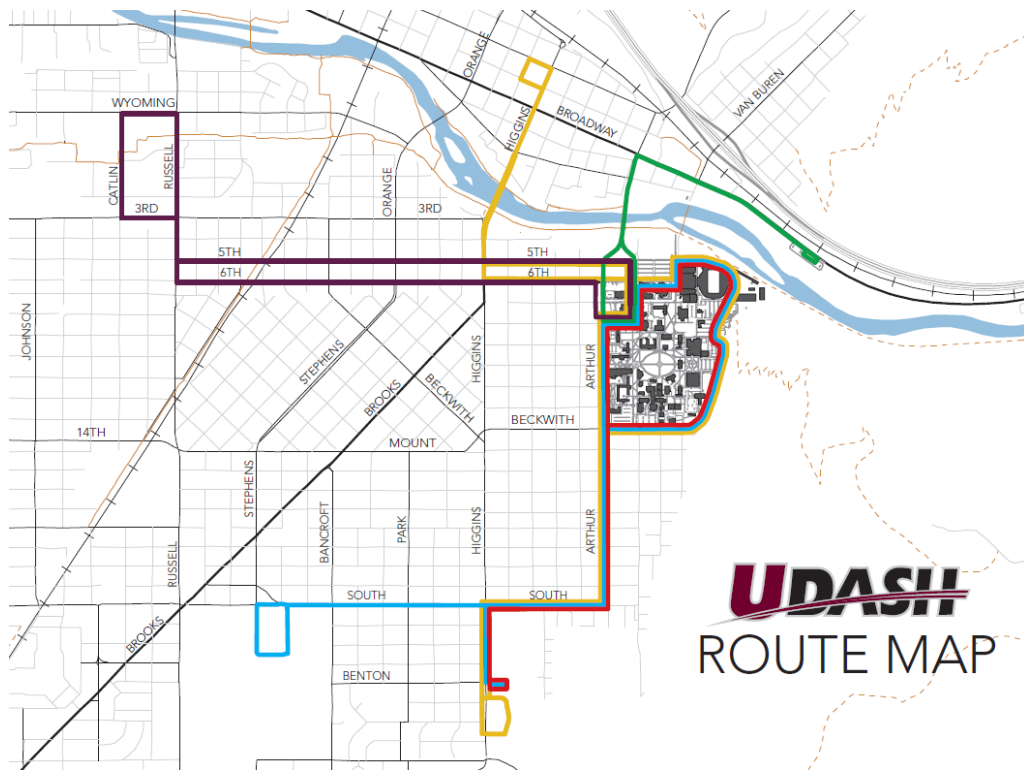 ORANGE
VAN BUREN
WYOMING
HIGGINS
BROADWAY
CATLIN
RUSSELL
ORANGE
3RD
3RD
5TH
5TH
6TH
6TH
JOHNSON
STEPHENS
HIGGINS
ARTHUR
BROOKS
BECKWITH
BECKWITH
14TH
MOUNT
STEPHENS
BANCROFT
PARK
HIGGINS
ARTHUR
RUSSELL
SOUTH
SOUTH
BROOKS
BENTON
UDASH
ROUTE MAP